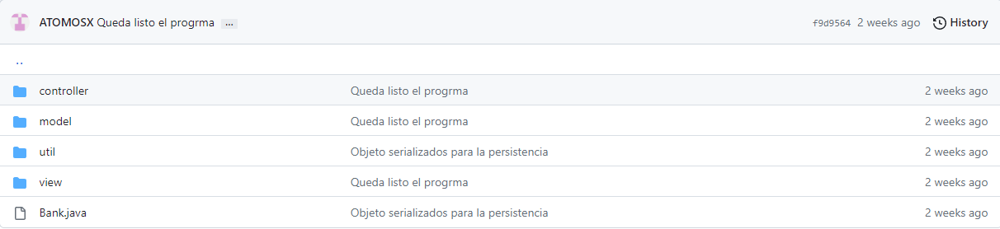 ATOMOSX Queda listo el progrma ... f9d9564 2 weeks ago History
..
controller Queda listo el progrma 2 weeks ago
model Queda listo el progrma 2 weeks ago
util Objeto serializados para la persistencia 2 weeks ago
view Queda listo el progrma 2 weeks ago
Bank.java Objeto serializados para la persistencia 2 weeks ago